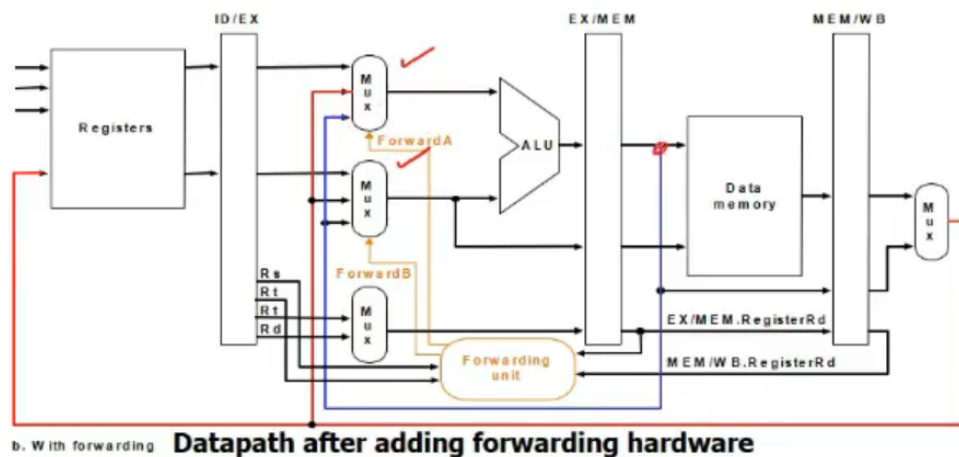 ID/EX
EX/MEM
MEM/WB
Registers
Mux
ForwardA
ALU
Mux
Data
memory
Mux
ForwardB
Rs
Rt
Rt
Rd
Mux
EX/MEM.RegisterRd
Forwarding
unit
MEM/WB.RegisterRd
b. With forwarding Datapath after adding forwarding hardware